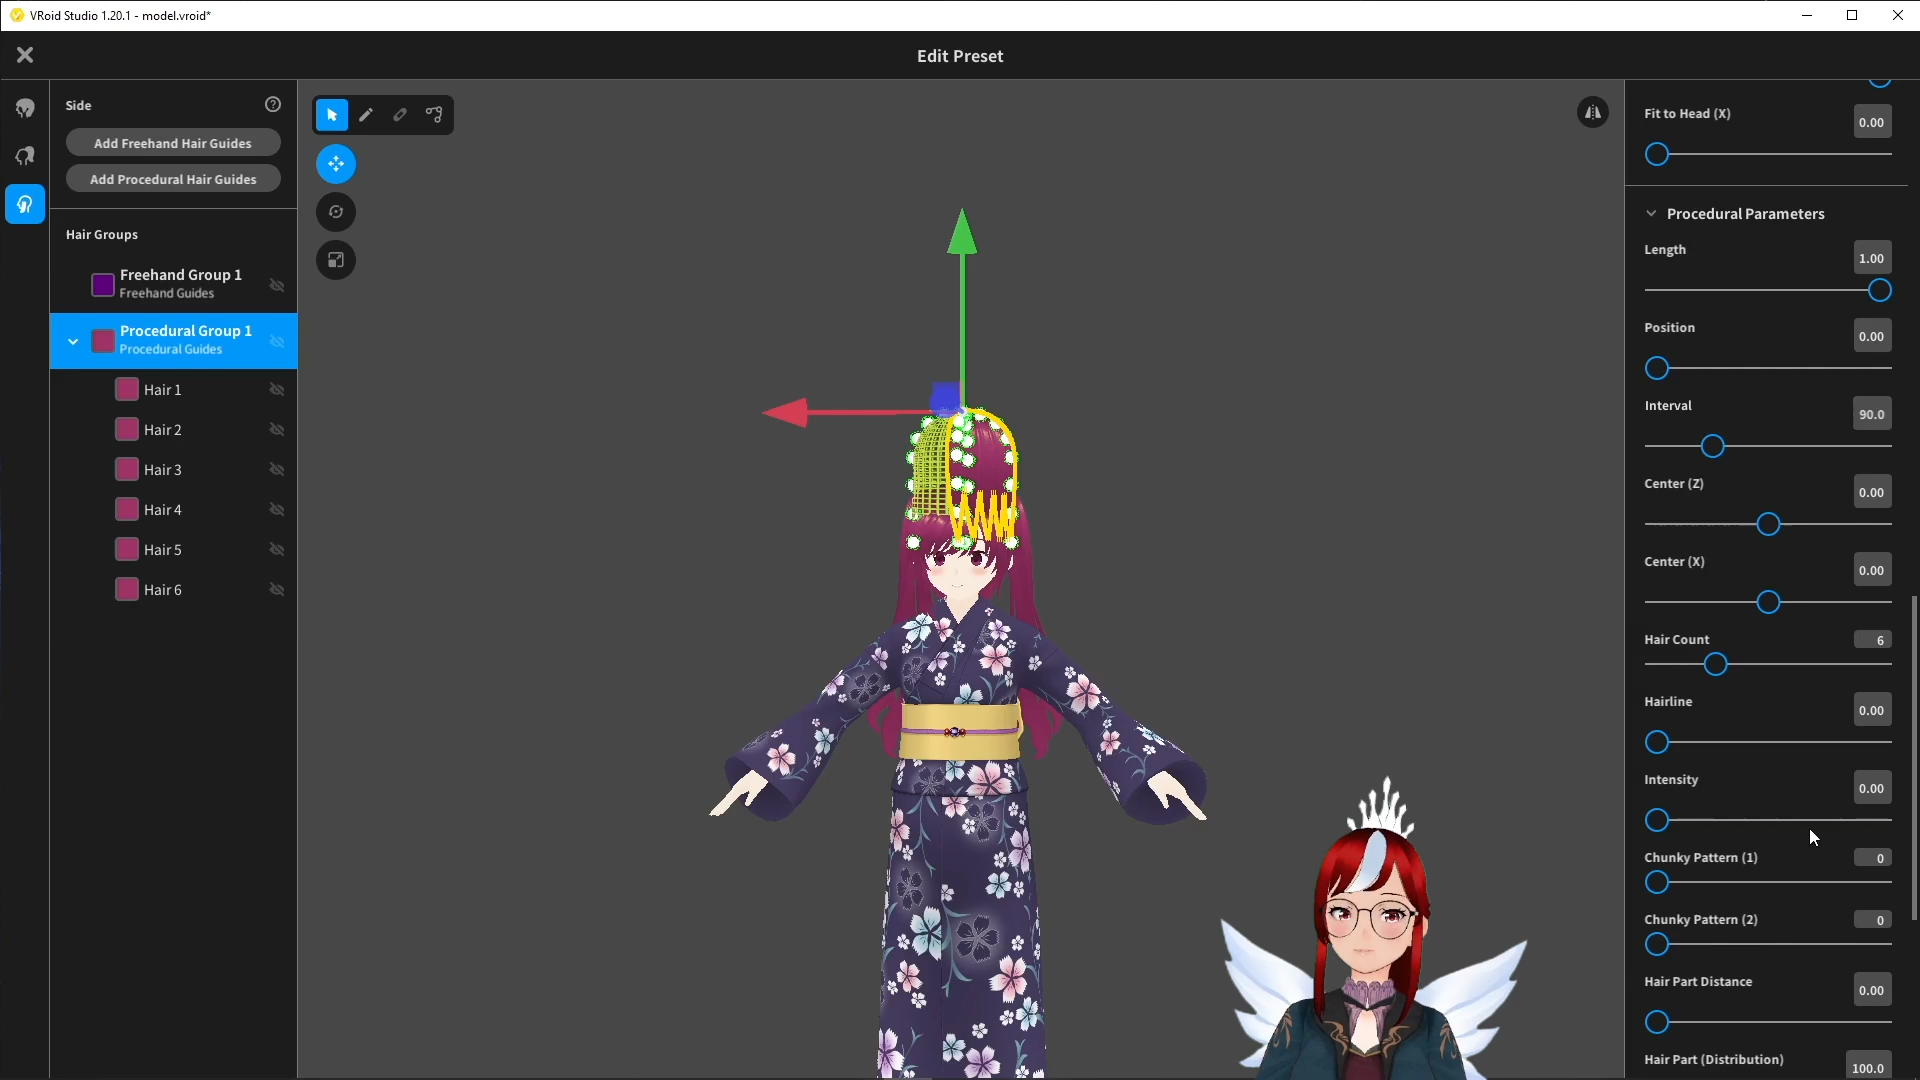 VRoid Studio 1.20.1 - model.vroid*
Edit Preset
Side
Add Freehand Hair Guides
Add Procedural Hair Guides
Hair Groups
Freehand Group 1
Freehand Guides
Procedural Group 1
Procedural Guides
Hair 1
Hair 2
Hair 3
Hair 4
Hair 5
Hair 6
Fit to Head (X)
0.00
Procedural Parameters
Length
1.00
Position
0.00
Interval
90.0
Center (Z)
0.00
Center (X)
0.00
Hair Count
6
Hairline
0.00
Intensity
0.00
Chunky Pattern (1)
0
Chunky Pattern (2)
0
Hair Part Distance
0.00
Hair Part (Distribution)
100.0